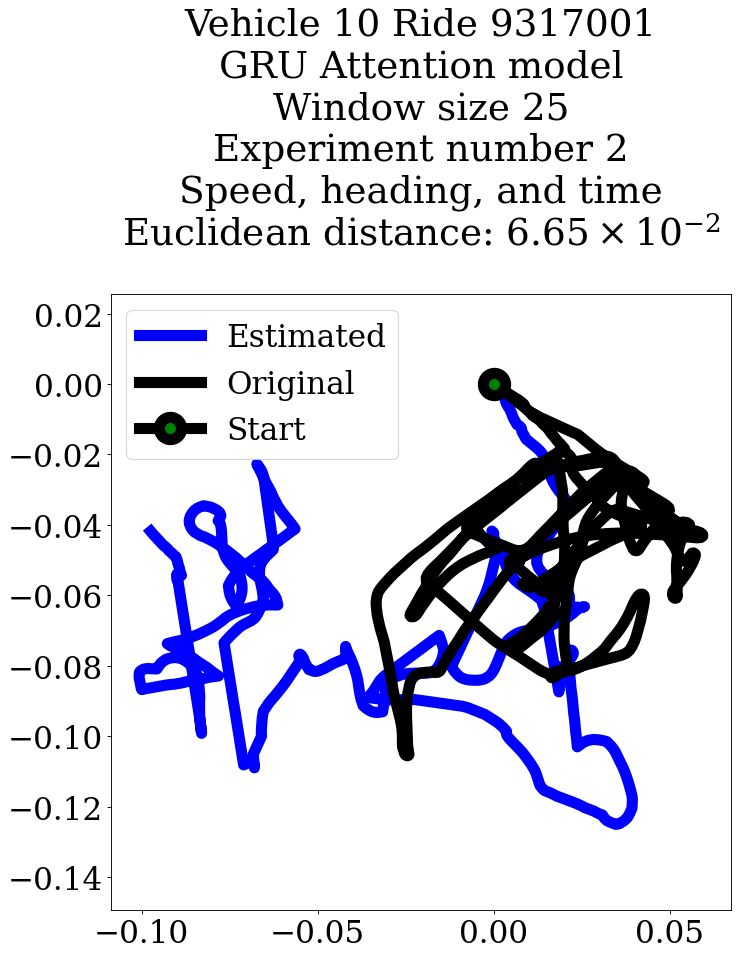 Vehicle 10 Ride 9317001
GRU Attention model
Window size 25
Experiment number 2
Speed, heading, and time
Euclidean distance: 6.65 × 10⁻²
Estimated
Original
Start
0.02
0.00
−0.02
−0.04
−0.06
−0.08
−0.10
−0.12
−0.14
−0.10 −0.05 0.00 0.05